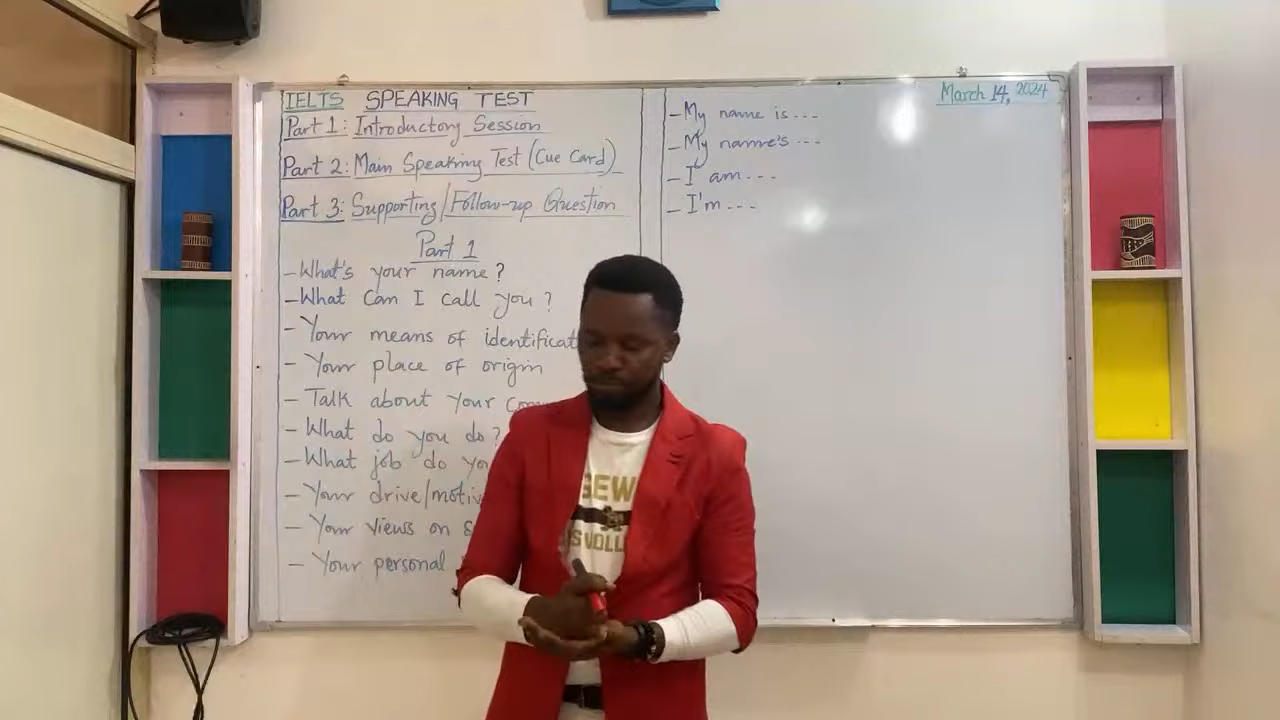 IELTS SPEAKING TEST
Part 1: Introductory Session
Part 2: Main Speaking Test (Cue Card)
Part 3: Supporting/Follow-up Question
Part 1
- What's your name?
- What can I call you?
- Your means of
- Your place of origin
- Talk about your
- What do you do?
- What job do
- Your drive/
- Your views on
- Your personal
- My name is ---
- My name's ---
- I am ---
- I'm ---
March 14, 2024